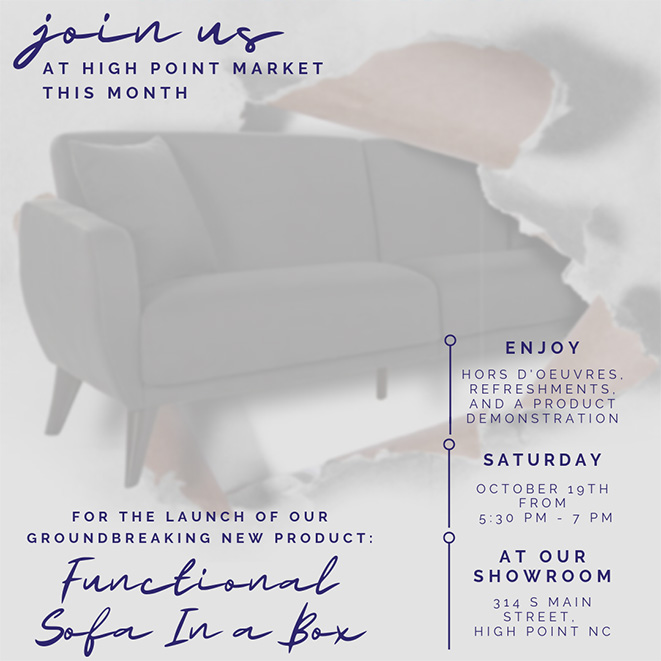 join us
AT HIGH POINT MARKET
THIS MONTH
ENJOY
HORS D'OEUVRES,
REFRESHMENTS,
AND A PRODUCT
DEMONSTRATION
SATURDAY
OCTOBER 19TH
FROM
5:30 PM - 7 PM
AT OUR
SHOWROOM
314 S MAIN
STREET,
HIGH POINT NC
FOR THE LAUNCH OF OUR
GROUNDBREAKING NEW PRODUCT:
Functional
Sofa In a Box